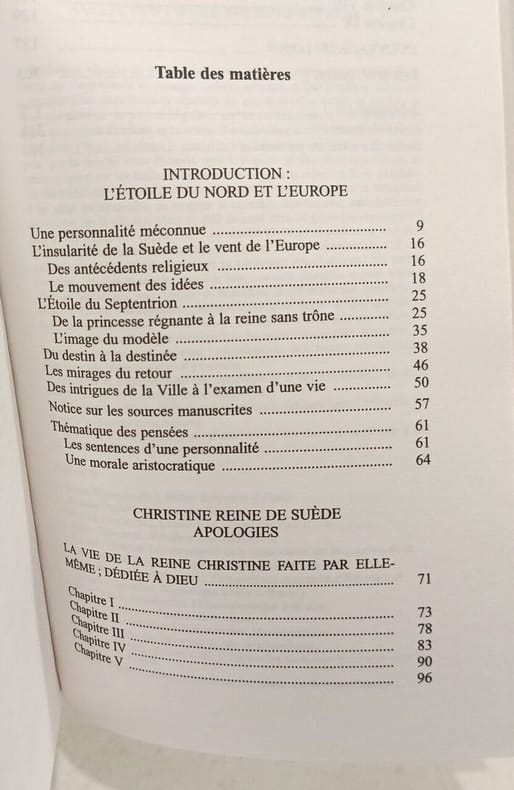 Table des matières
INTRODUCTION :
L'ÉTOILE DU NORD ET L'EUROPE
Une personnalité méconnue ............................................ 9
L'insularité de la Suède et le vent de l'Europe ................ 16
Des antécédents religieux ........................................... 16
Le mouvement des idées ............................................ 18
L'Étoile du Septentrion .................................................. 25
De la princesse régnante à la reine sans trône ............ 25
L'image du modèle ..................................................... 35
Du destin à la destinée .................................................. 38
Les mirages du retour .................................................... 46
Des intrigues de la Ville à l'examen d'une vie .............. 50
Notice sur les sources manuscrites ................................ 57
Thématique des pensées ................................................. 61
Les sentences d'une personnalité ................................ 61
Une morale aristocratique .......................................... 64
CHRISTINE REINE DE SUÈDE
APOLOGIES
LA VIE DE LA REINE CHRISTINE FAITE PAR ELLE-
MÊME ; DÉDIÉE À DIEU ............................................. 71
Chapitre I ..................................................................... 73
Chapitre II .................................................................... 78
Chapitre III ................................................................... 83
Chapitre IV ................................................................... 90
Chapitre V .................................................................... 96